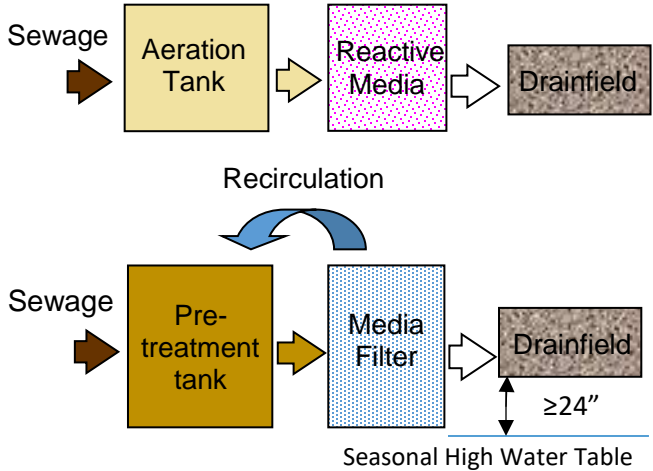 Sewage
Aeration
Tank
Reactive
Media
Drainfield
Recirculation
Sewage
Pre-
treatment
tank
Media
Filter
Drainfield
≥24”
Seasonal High Water Table